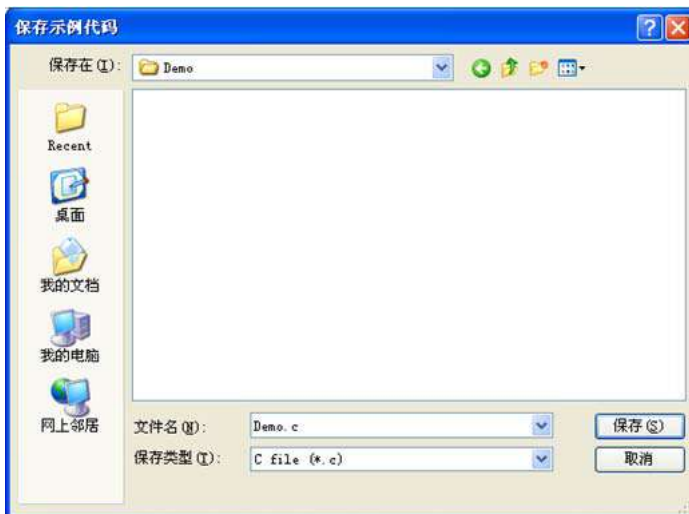 保存示例代码
保存在(I):
Demo
Recent
桌面
我的文档
我的电脑
网上邻居
文件名(N):
Demo.c
保存(S)
保存类型(T):
C file (*.c)
取消